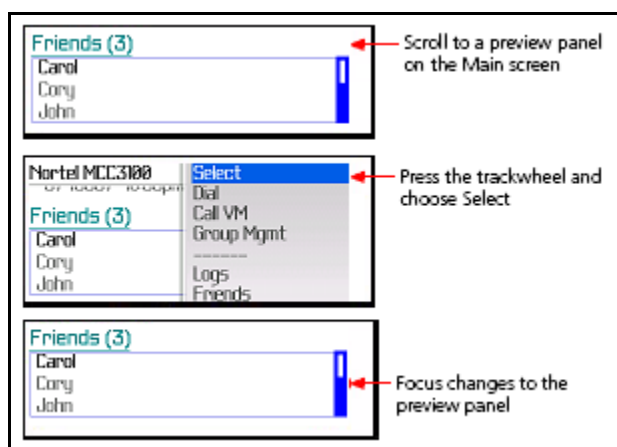 Friends (3)
Carol
Cory
John
Scroll to a preview panel
on the Main screen
Nortel MCC3100
Friends (3)
Carol
Cory
John
Select
Dial
Call VM
Group Mgmt
------
Logs
Friends
Press the trackwheel and
choose Select
Friends (3)
Carol
Cory
John
Focus changes to the
preview panel